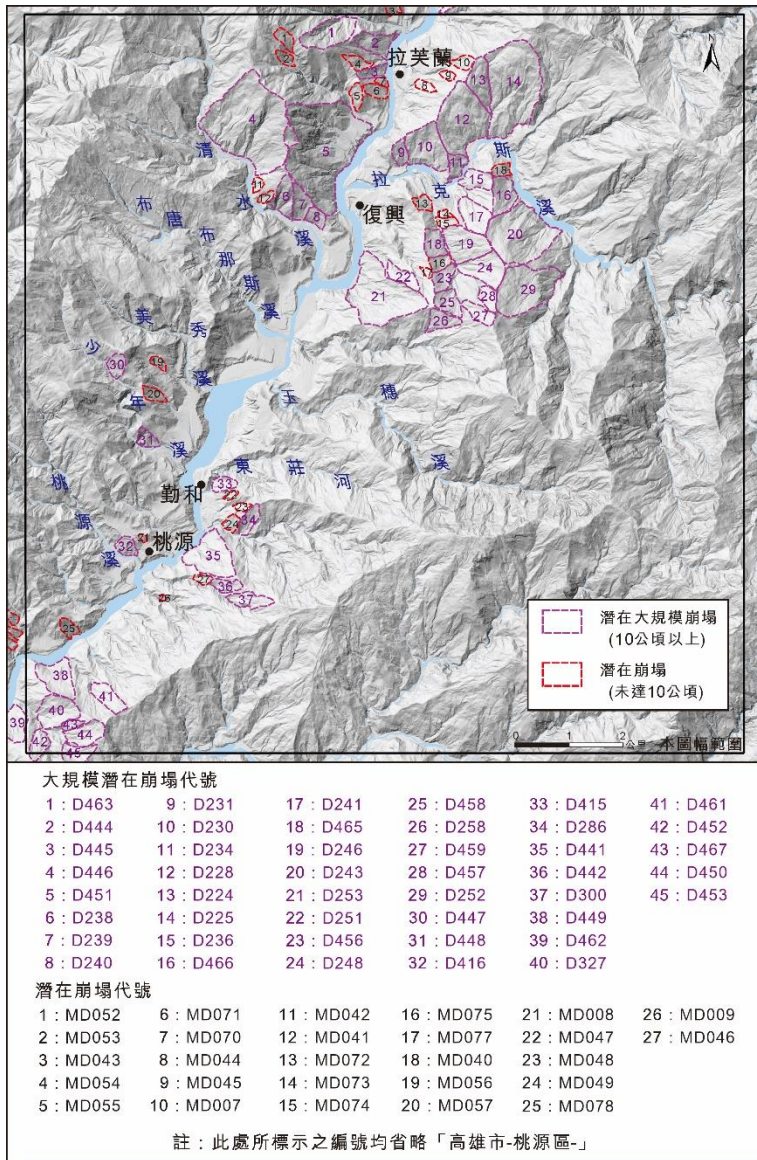 N
拉芙蘭
清水溪
布唐布那斯溪
拉克斯溪
復興
美秀溪
少年溪
玉穗溪
東莊河
勤和
桃源溪
桃源
潛在大規模崩塌
(10公頃以上)
潛在崩塌
(未達10公頃)
0 1 2
公里
本圖幅範圍
大規模潛在崩塌代號
1：D463 9：D231 17：D241 25：D458 33：D415 41：D461
2：D444 10：D230 18：D465 26：D258 34：D286 42：D452
3：D445 11：D234 19：D246 27：D459 35：D441 43：D467
4：D446 12：D228 20：D243 28：D457 36：D442 44：D450
5：D451 13：D224 21：D253 29：D252 37：D300 45：D453
6：D238 14：D225 22：D251 30：D447 38：D449
7：D239 15：D236 23：D456 31：D448 39：D462
8：D240 16：D466 24：D248 32：D416 40：D327
潛在崩塌代號
1：MD052 6：MD071 11：MD042 16：MD075 21：MD008 26：MD009
2：MD053 7：MD070 12：MD041 17：MD077 22：MD047 27：MD046
3：MD043 8：MD044 13：MD072 18：MD040 23：MD048
4：MD054 9：MD045 14：MD073 19：MD056 24：MD049
5：MD055 10：MD007 15：MD074 20：MD057 25：MD078
註：此處所標示之編號均省略「高雄市-桃源區-」